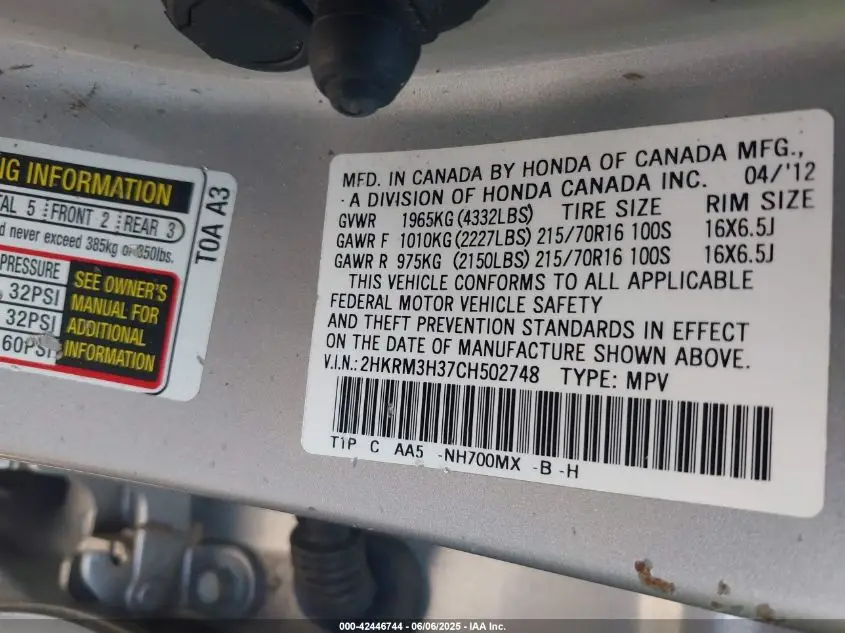 NG INFORMATION
TAL 5 FRONT 2 REAR 3
d never exceed 385kg or 850lbs.
PRESSURE
32PSI
32PSI
60PSI
SEE OWNER'S
MANUAL FOR
ADDITIONAL
INFORMATION
T0A A3
MFD. IN CANADA BY HONDA OF CANADA MFG.,
A DIVISION OF HONDA CANADA INC. 04/'12
GVWR 1965KG (4332LBS) TIRE SIZE RIM SIZE
GAWR F 1010KG (2227LBS) 215/70R16 100S 16X6.5J
GAWR R 975KG (2150LBS) 215/70R16 100S 16X6.5J
THIS VEHICLE CONFORMS TO ALL APPLICABLE
FEDERAL MOTOR VEHICLE SAFETY
AND THEFT PREVENTION STANDARDS IN EFFECT
ON THE DATE OF MANUFACTURE SHOWN ABOVE.
V.I.N.: 2HKRM3H37CH502748 TYPE: MPV
T1P C AA5 -NH700MX -B -H
000-42446744 / 06/06/2025 - IAA Inc.